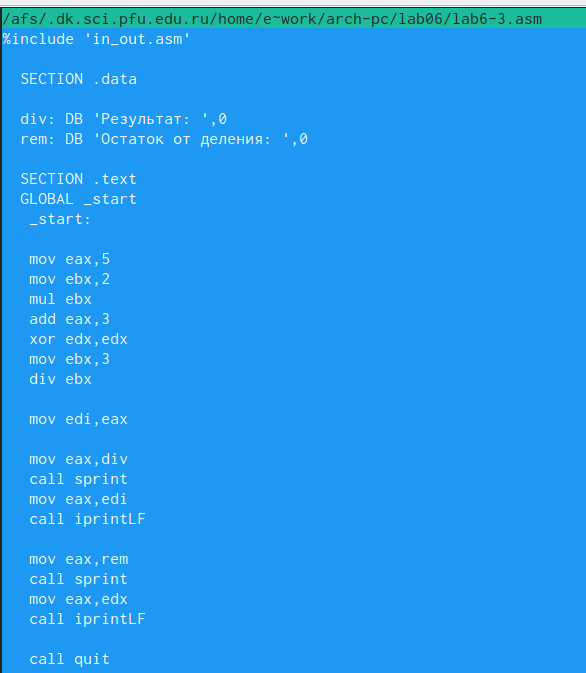 /afs/.dk.sci.pfu.edu.ru/home/e~work/arch-pc/lab06/lab6-3.asm
%include 'in_out.asm'
SECTION .data
div: DB 'Результат: ',0
rem: DB 'Остаток от деления: ',0
SECTION .text
GLOBAL _start
_start:
mov eax,5
mov ebx,2
mul ebx
add eax,3
xor edx,edx
mov ebx,3
div ebx
mov edi,eax
mov eax,div
call sprint
mov eax,edi
call iprintLF
mov eax,rem
call sprint
mov eax,edx
call iprintLF
call quit